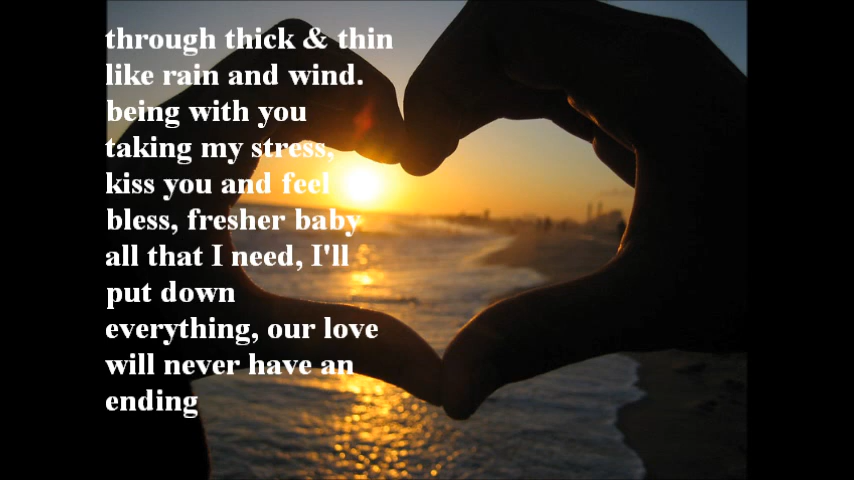 through thick & thin
like rain and wind.
being with you
taking my stress,
kiss you and feel
bless, fresher baby
all that I need, I'll
put down
everything, our love
will never have an
ending